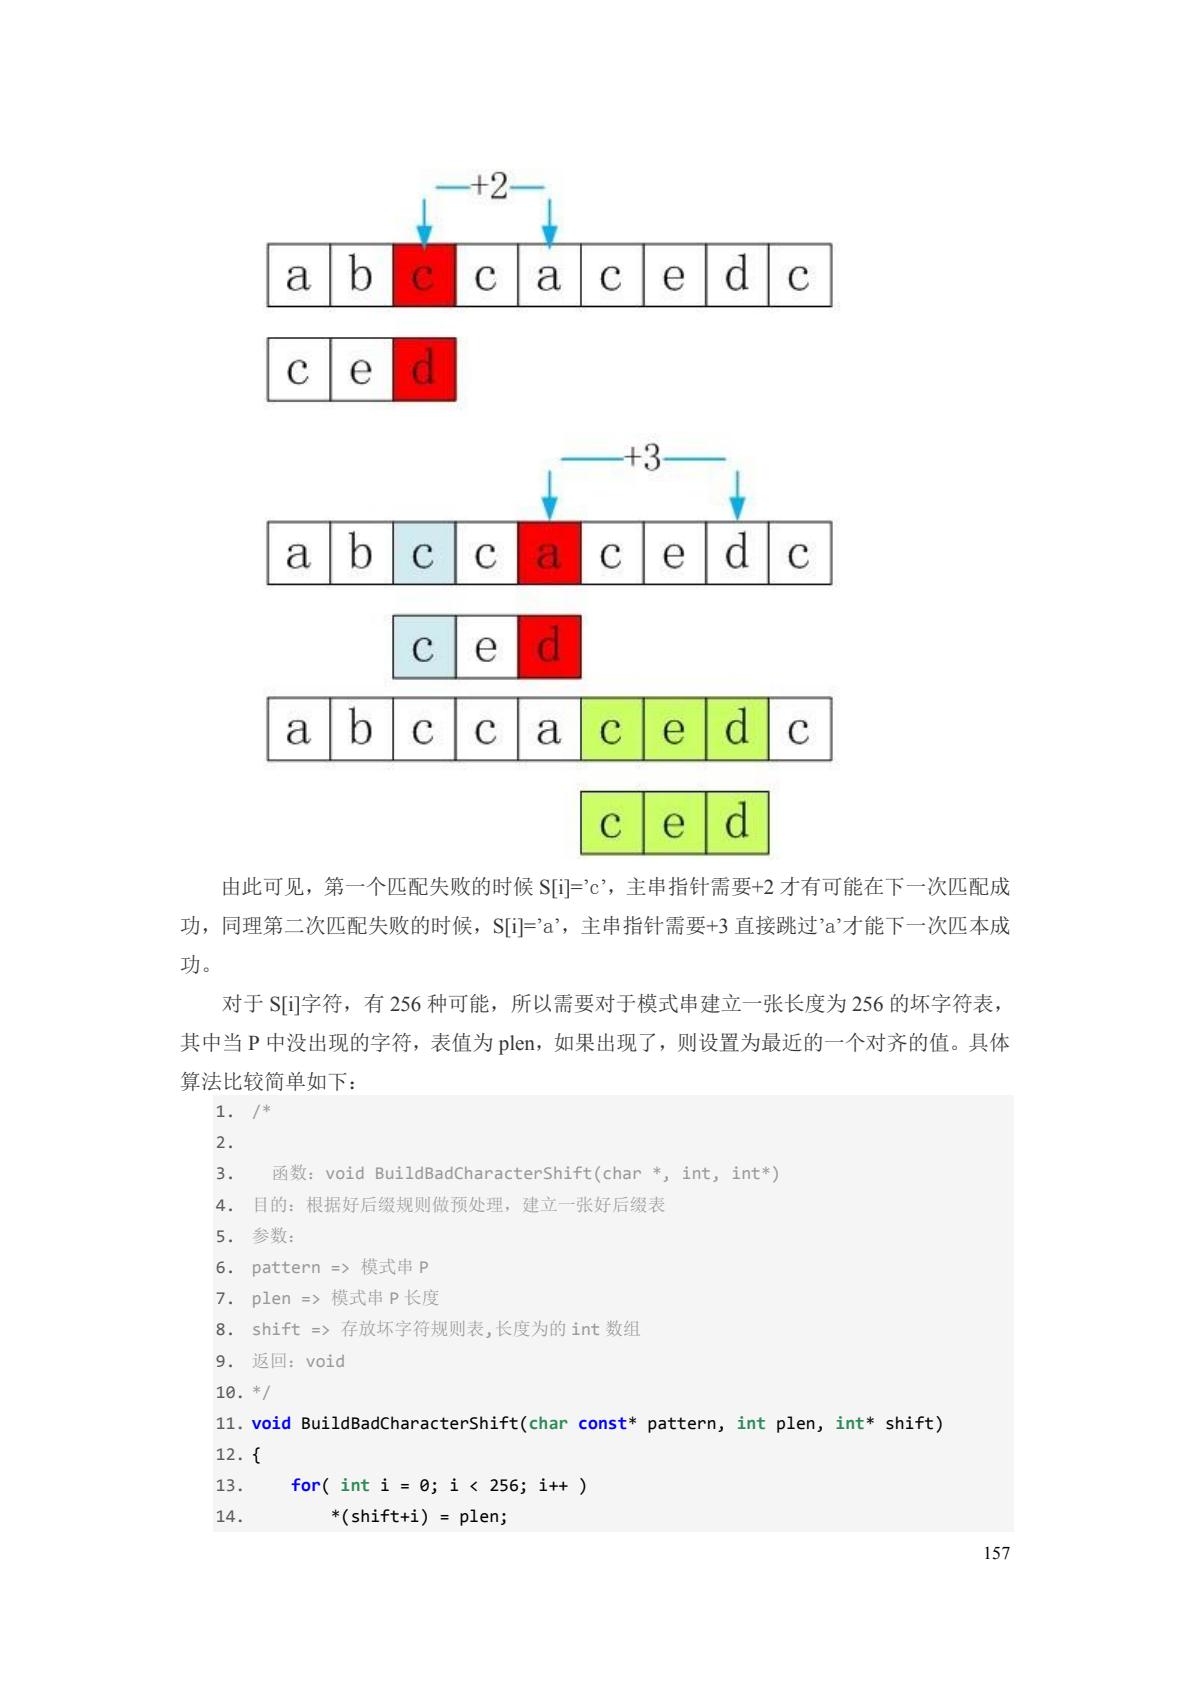 +2
a b c c a c e d c
c e d
+3
a b c c a c e d c
c e d
a b c c a c e d c
c e d
由此可见，第一个匹配失败的时候 S[i]=’c’，主串指针需要+2 才有可能在下一次匹配成
功，同理第二次匹配失败的时候，S[i]=’a’，主串指针需要+3 直接跳过’a’才能下一次匹本成
功。
对于 S[i]字符，有 256 种可能，所以需要对于模式串建立一张长度为 256 的坏字符表，
其中当 P 中没出现的字符，表值为 plen，如果出现了，则设置为最近的一个对齐的值。具体
算法比较简单如下：
1. /*
2.
3. 函数：void BuildBadCharacterShift(char *, int, int*)
4. 目的：根据好后缀规则做预处理，建立一张好后缀表
5. 参数：
6. pattern => 模式串 P
7. plen => 模式串 P 长度
8. shift => 存放坏字符规则表,长度为的 int 数组
9. 返回：void
10. */
11. void BuildBadCharacterShift(char const* pattern, int plen, int* shift)
12. {
13. for( int i = 0; i < 256; i++ )
14. *(shift+i) = plen;
157